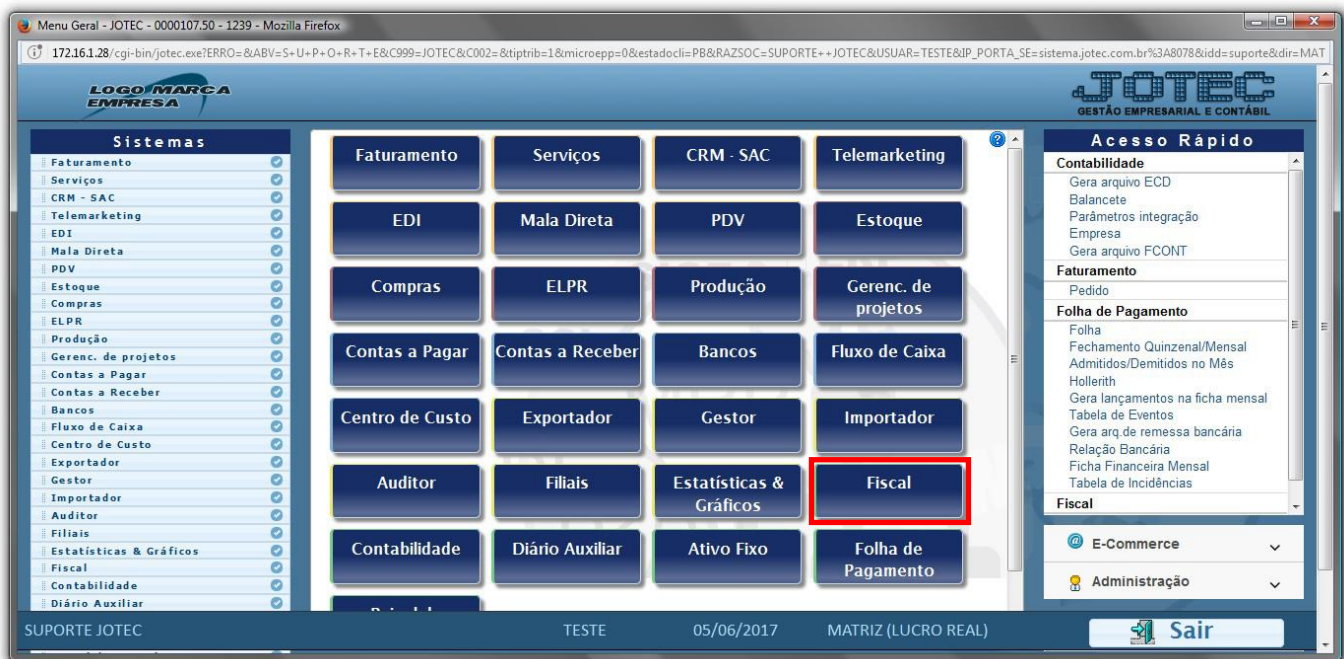 Menu Geral - JOTEC - 0000107.50 - 1239 - Mozilla Firefox
172.16.1.28/cgi-bin/jotec.exe?ERRO=&ABV=S+U+P+O+R+T+E&C999=JOTEC&C002=&tiptrib=1&microepp=0&estadocli=PB&RAZSOC=SUPORTE++JOTEC&USUAR=TESTE&IP_PORTA_SE=sistema.jotec.com.br%3A8078&idd=suporte&dir=MAT
LOGO MARCA
EMPRESA
JOTEC
GESTÃO EMPRESARIAL E CONTÁBIL
Sistemas
Faturamento
Serviços
CRM - SAC
Telemarketing
EDI
Mala Direta
PDV
Estoque
Compras
ELPR
Produção
Gerenc. de projetos
Contas a Pagar
Contas a Receber
Bancos
Fluxo de Caixa
Centro de Custo
Exportador
Gestor
Importador
Auditor
Filiais
Estatísticas & Gráficos
Fiscal
Contabilidade
Diário Auxiliar
Faturamento
Serviços
CRM - SAC
Telemarketing
EDI
Mala Direta
PDV
Estoque
Compras
ELPR
Produção
Gerenc. de
projetos
Contas a Pagar
Contas a Receber
Bancos
Fluxo de Caixa
Centro de Custo
Exportador
Gestor
Importador
Auditor
Filiais
Estatísticas &
Gráficos
Fiscal
Contabilidade
Diário Auxiliar
Ativo Fixo
Folha de
Pagamento
Acesso Rápido
Contabilidade
Gera arquivo ECD
Balancete
Parâmetros integração
Empresa
Gera arquivo FCONT
Faturamento
Pedido
Folha de Pagamento
Folha
Fechamento Quinzenal/Mensal
Admitidos/Demitidos no Mês
Hollerith
Gera lançamentos na ficha mensal
Tabela de Eventos
Gera arq.de remessa bancária
Relação Bancária
Ficha Financeira Mensal
Tabela de Incidências
Fiscal
E-Commerce
Administração
SUPORTE JOTEC
TESTE
05/06/2017
MATRIZ (LUCRO REAL)
Sair